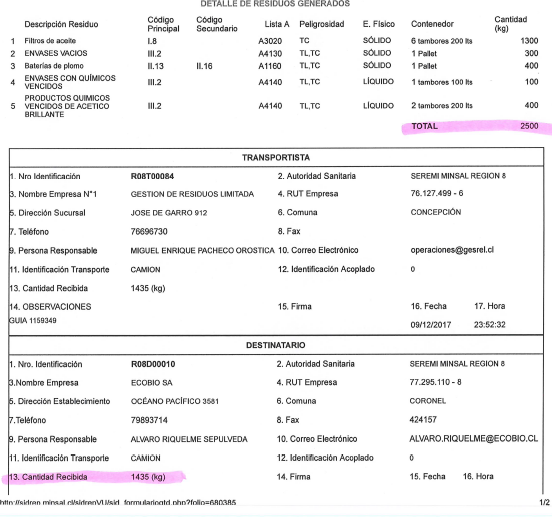 DETALLE DE RESIDUOS GENERADOS
Descripción Residuo Código Principal Código Secundario Lista A Peligrosidad E. Físico Contenedor Cantidad (kg)
1 Filtros de aceite I.8 A3020 TC SÓLIDO 6 tambores 200 lts 1300
2 ENVASES VACIOS III.2 A4130 TL,TC SÓLIDO 1 Pallet 300
3 Baterías de plomo II.13 II.16 A1160 TL,TC SÓLIDO 1 Pallet 400
4 ENVASES CON QUÍMICOS VENCIDOS III.2 A4140 TL,TC LÍQUIDO 1 tambores 100 lts 100
5 PRODUCTOS QUIMICOS VENCIDOS DE ACETICO BRILLANTE III.2 A4140 TL,TC LÍQUIDO 2 tambores 200 lts 400
TOTAL 2500
TRANSPORTISTA
1. Nro Identificación R08T00084 2. Autoridad Sanitaria SEREMI MINSAL REGION 8
3. Nombre Empresa N°1 GESTION DE RESIDUOS LIMITADA 4. RUT Empresa 76.127.499 - 6
5. Dirección Sucursal JOSE DE GARRO 912 6. Comuna CONCEPCIÓN
7. Teléfono 76696730 8. Fax
9. Persona Responsable MIGUEL ENRIQUE PACHECO OROSTICA 10. Correo Electrónico operaciones@gesrel.cl
11. Identificación Transporte CAMION 12. Identificación Acoplado 0
13. Cantidad Recibida 1435 (kg)
14. OBSERVACIONES 15. Firma 16. Fecha 17. Hora
GUIA 1159349
09/12/2017 23:52:32
DESTINATARIO
1. Nro. Identificación R08D00010 2. Autoridad Sanitaria SEREMI MINSAL REGION 8
3.Nombre Empresa ECOBIO SA 4. RUT Empresa 77.295.110 - 8
5. Dirección Establecimiento OCÉANO PACÍFICO 3581 6. Comuna CORONEL
7.Teléfono 79893714 8. Fax 424157
9. Persona Responsable ALVARO RIQUELME SEPULVEDA 10. Correo Electrónico ALVARO.RIQUELME@ECOBIO.CL
11. Identificación Transporte CAMIÓN 12. Identificación Acoplado 0
13. Cantidad Recibida 1435 (kg) 14. Firma 15. Fecha 16. Hora
http://sidrep.minsal.cl/sidrepVU/sid_formulariogtd.php?folio=680385 1/2